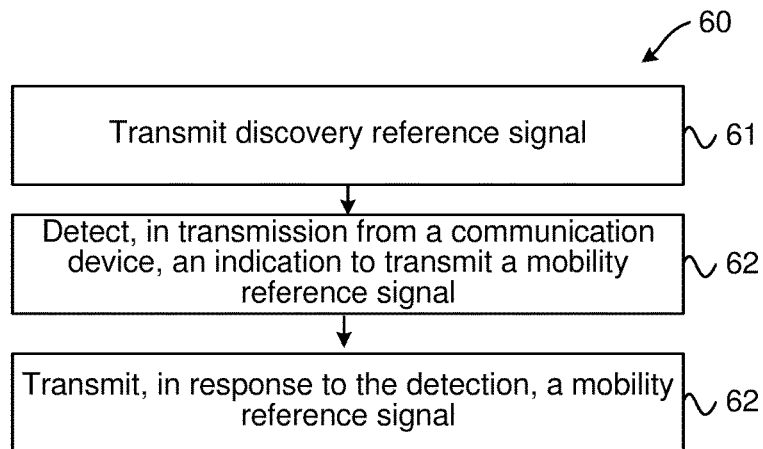 60
Transmit discovery reference signal
61
Detect, in transmission from a communication
device, an indication to transmit a mobility
reference signal
62
Transmit, in response to the detection, a mobility
reference signal
62